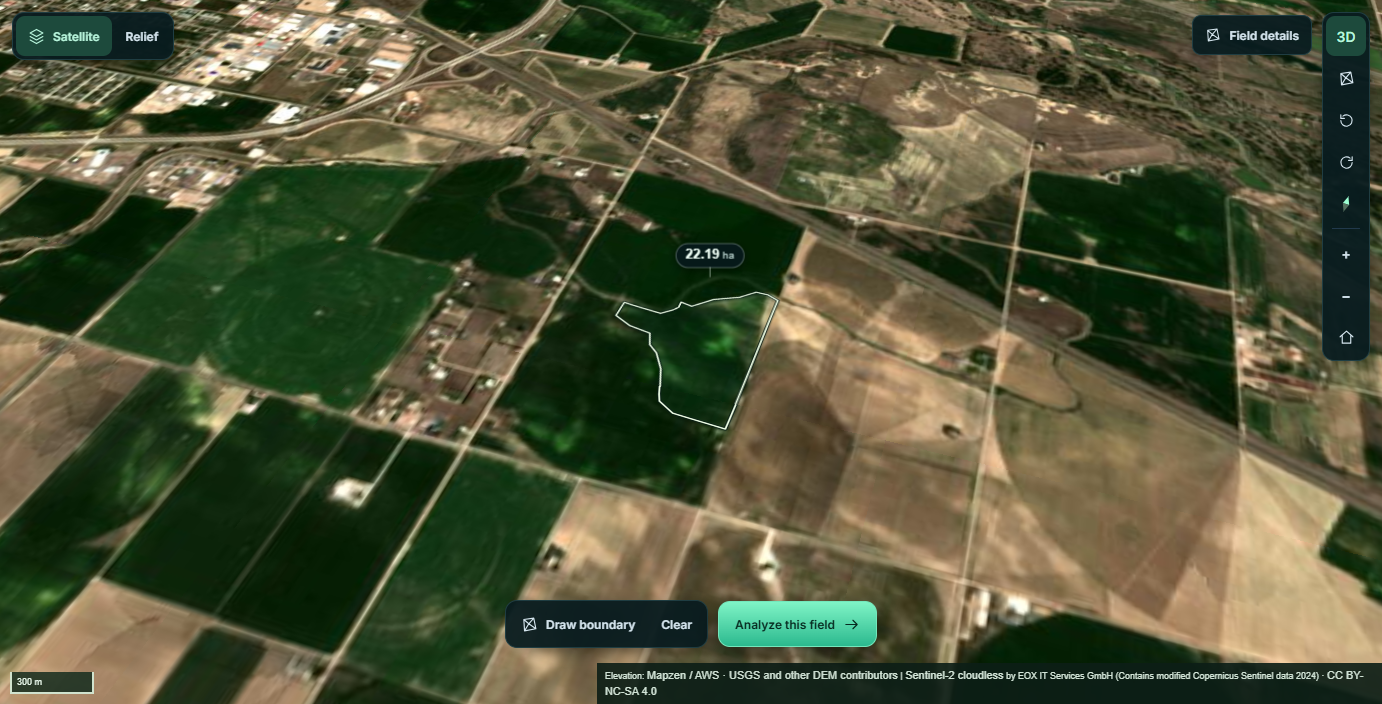 Satellite
Relief
Field details
3D
22.19 ha
+
−
Draw boundary
Clear
Analyze this field →
300 m
Elevation: Mapzen / AWS · USGS and other DEM contributors | Sentinel-2 cloudless by EOX IT Services GmbH (Contains modified Copernicus Sentinel data 2024) · CC BY-
NC-SA 4.0